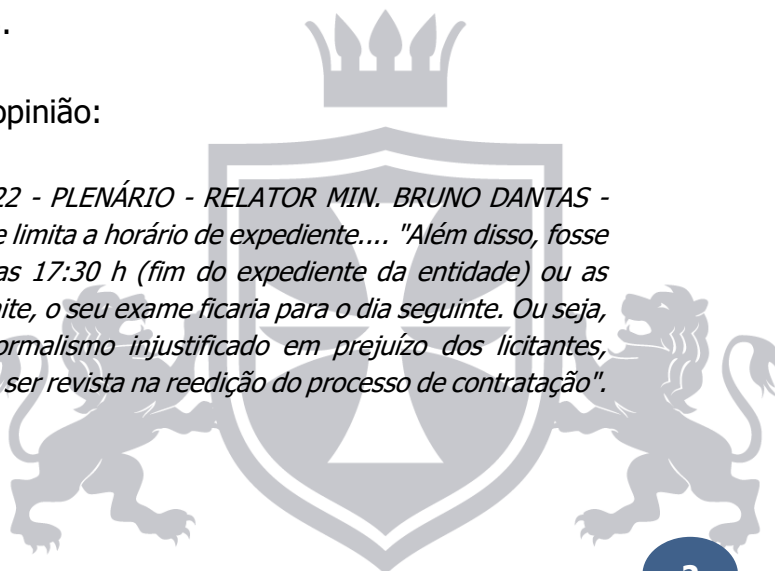 .
opinião:
22 - PLENÁRIO - RELATOR MIN. BRUNO DANTAS -
e limita a horário de expediente.... "Além disso, fosse
as 17:30 h (fim do expediente da entidade) ou as
ite, o seu exame ficaria para o dia seguinte. Ou seja,
ormalismo injustificado em prejuízo dos licitantes,
ser revista na reedição do processo de contratação".